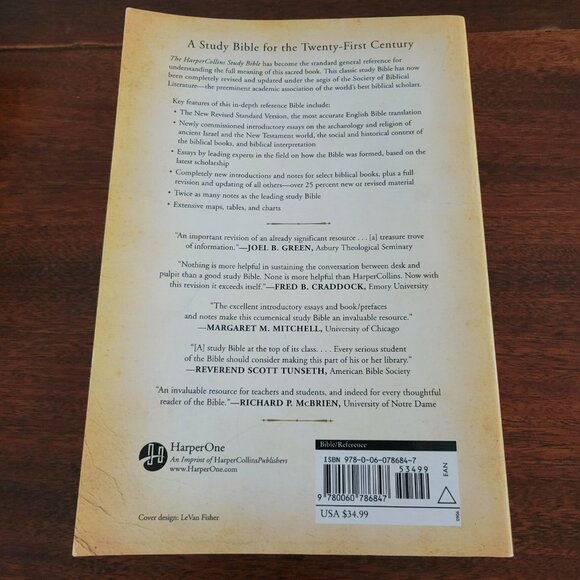 A Study Bible for the Twenty-First Century
The HarperCollins Study Bible has become the standard general reference for
understanding the full meaning of this sacred book. This classic study Bible has now
been completely revised and updated under the aegis of the Society of Biblical
Literature—the preeminent academic association of the world's best biblical scholars.
Key features of this in-depth reference Bible include:
• The New Revised Standard Version, the most accurate English Bible translation
• Newly commissioned introductory essays on the archaeology and religion of
ancient Israel and the New Testament world, the social and historical context of
the biblical books, and biblical interpretation
• Essays by leading experts in the field on how the Bible was formed, based on the
latest scholarship
• Completely new introductions and notes for select biblical books, plus a full
revision and updating of all others—over 25 percent new or revised material
• Twice as many notes as the leading study Bible
• Extensive maps, tables, and charts
"An important revision of an already significant resource . . . [a] treasure trove
of information."—JOEL B. GREEN, Asbury Theological Seminary
"Nothing is more helpful in sustaining the conversation between desk and
pulpit than a good study Bible. None is more helpful than HarperCollins. Now with
this revision it exceeds itself."—FRED B. CRADDOCK, Emory University
"The excellent introductory essays and book/prefaces
and notes make this ecumenical study Bible an invaluable resource."
—MARGARET M. MITCHELL, University of Chicago
"[A] study Bible at the top of its class. . . . Every serious student
of the Bible should consider making this part of his or her library."
—REVEREND SCOTT TUNSETH, American Bible Society
"An invaluable resource for teachers and students, and indeed for every thoughtful
reader of the Bible."—RICHARD P. McBRIEN, University of Notre Dame
HarperOne
An Imprint of HarperCollinsPublishers
www.HarperOne.com
Bible/Reference
ISBN 978-0-06-078684-7
53499
EAN
9 780060 786847
USA $34.99
0906
Cover design: LeVan Fisher